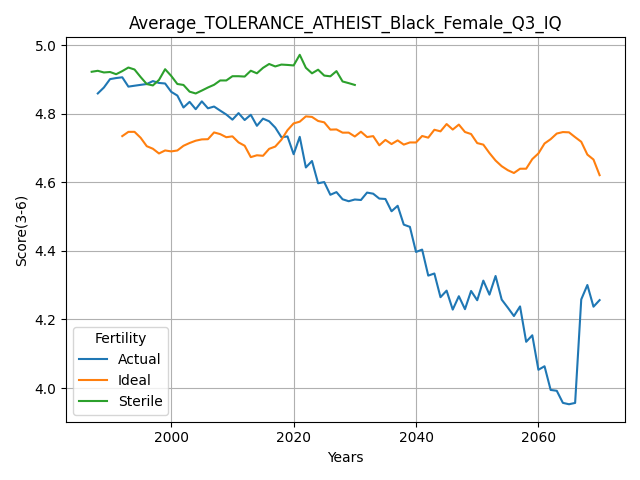 Average_TOLERANCE_ATHEIST_Black_Female_Q3_IQ
5.0
4.8
4.6
4.4
4.2
4.0
Score(3-6)
Fertility
Actual
Ideal
Sterile
2000 2020 2040 2060
Years